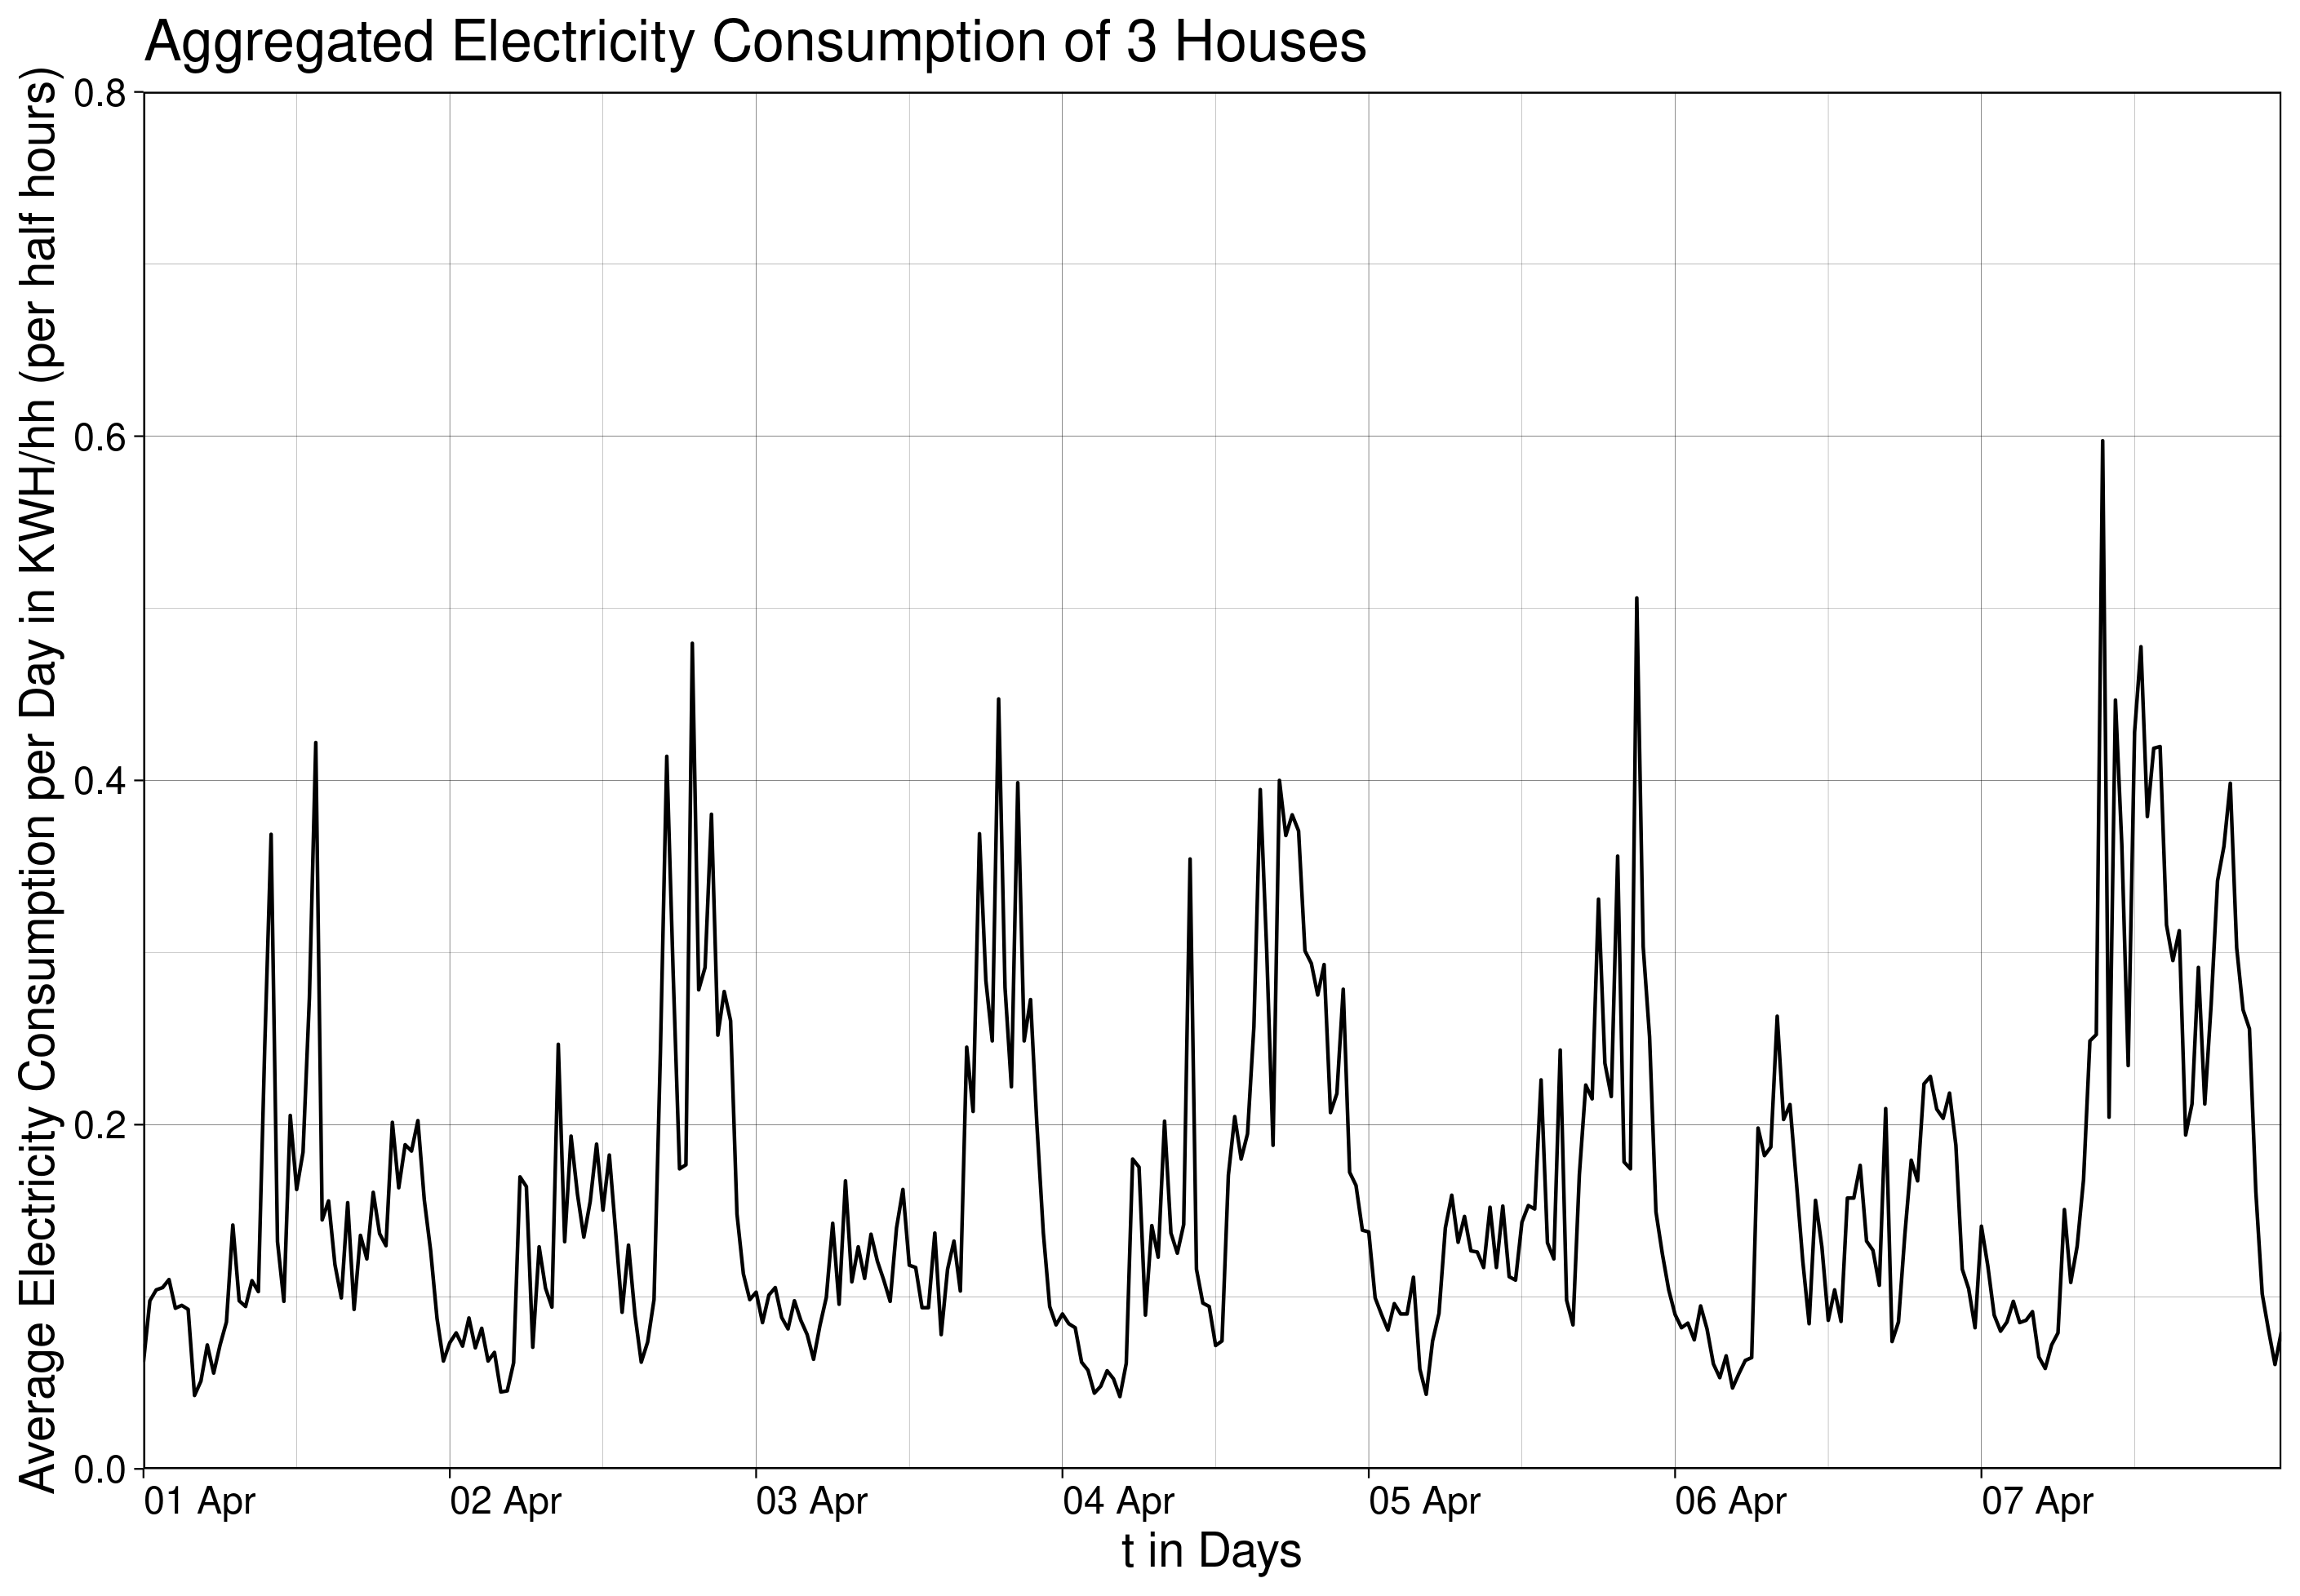 Aggregated Electricity Consumption of 3 Houses
Average Electricity Consumption per Day in KWH/hh (per half hours)
0.8
0.6
0.4
0.2
0.0
01 Apr
02 Apr
03 Apr
04 Apr
05 Apr
06 Apr
07 Apr
t in Days